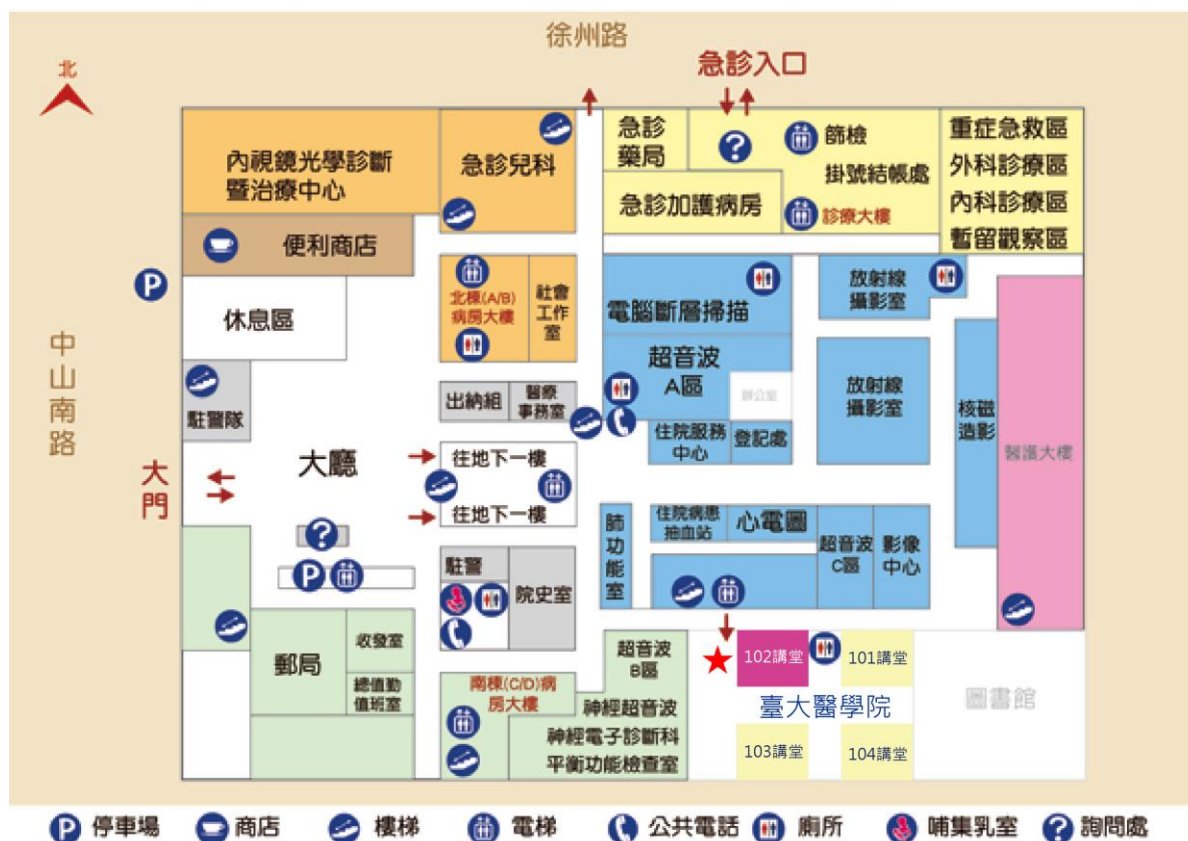 徐州路
北
急診入口
內視鏡光學診斷
暨治療中心
急診兒科
急診
藥局
篩檢
掛號結帳處
急診加護病房
診療大樓
重症急救區
外科診療區
內科診療區
暫留觀察區
便利商店
P
休息區
北棟(A/B)
病房大樓
社會
工作
室
電腦斷層掃描
放射線
攝影室
中山南路
駐警隊
出納組
醫療
事務室
超音波
A區
辦公室
放射線
攝影室
核磁
造影
醫護大樓
大門
大廳
往地下一樓
往地下一樓
住院服務
中心
登記處
?
P
駐警
院史室
肺功能室
住院病患
抽血站
心電圖
超音波
C區
影像
中心
郵局
收發室
總值勤
值班室
南棟(C/D)病
房大樓
超音波
B區
神經超音波
神經電子診斷科
平衡功能檢查室
102講堂
101講堂
臺大醫學院
103講堂
104講堂
圖書館
P 停車場
商店
樓梯
電梯
公共電話
廁所
哺集乳室
? 詢問處